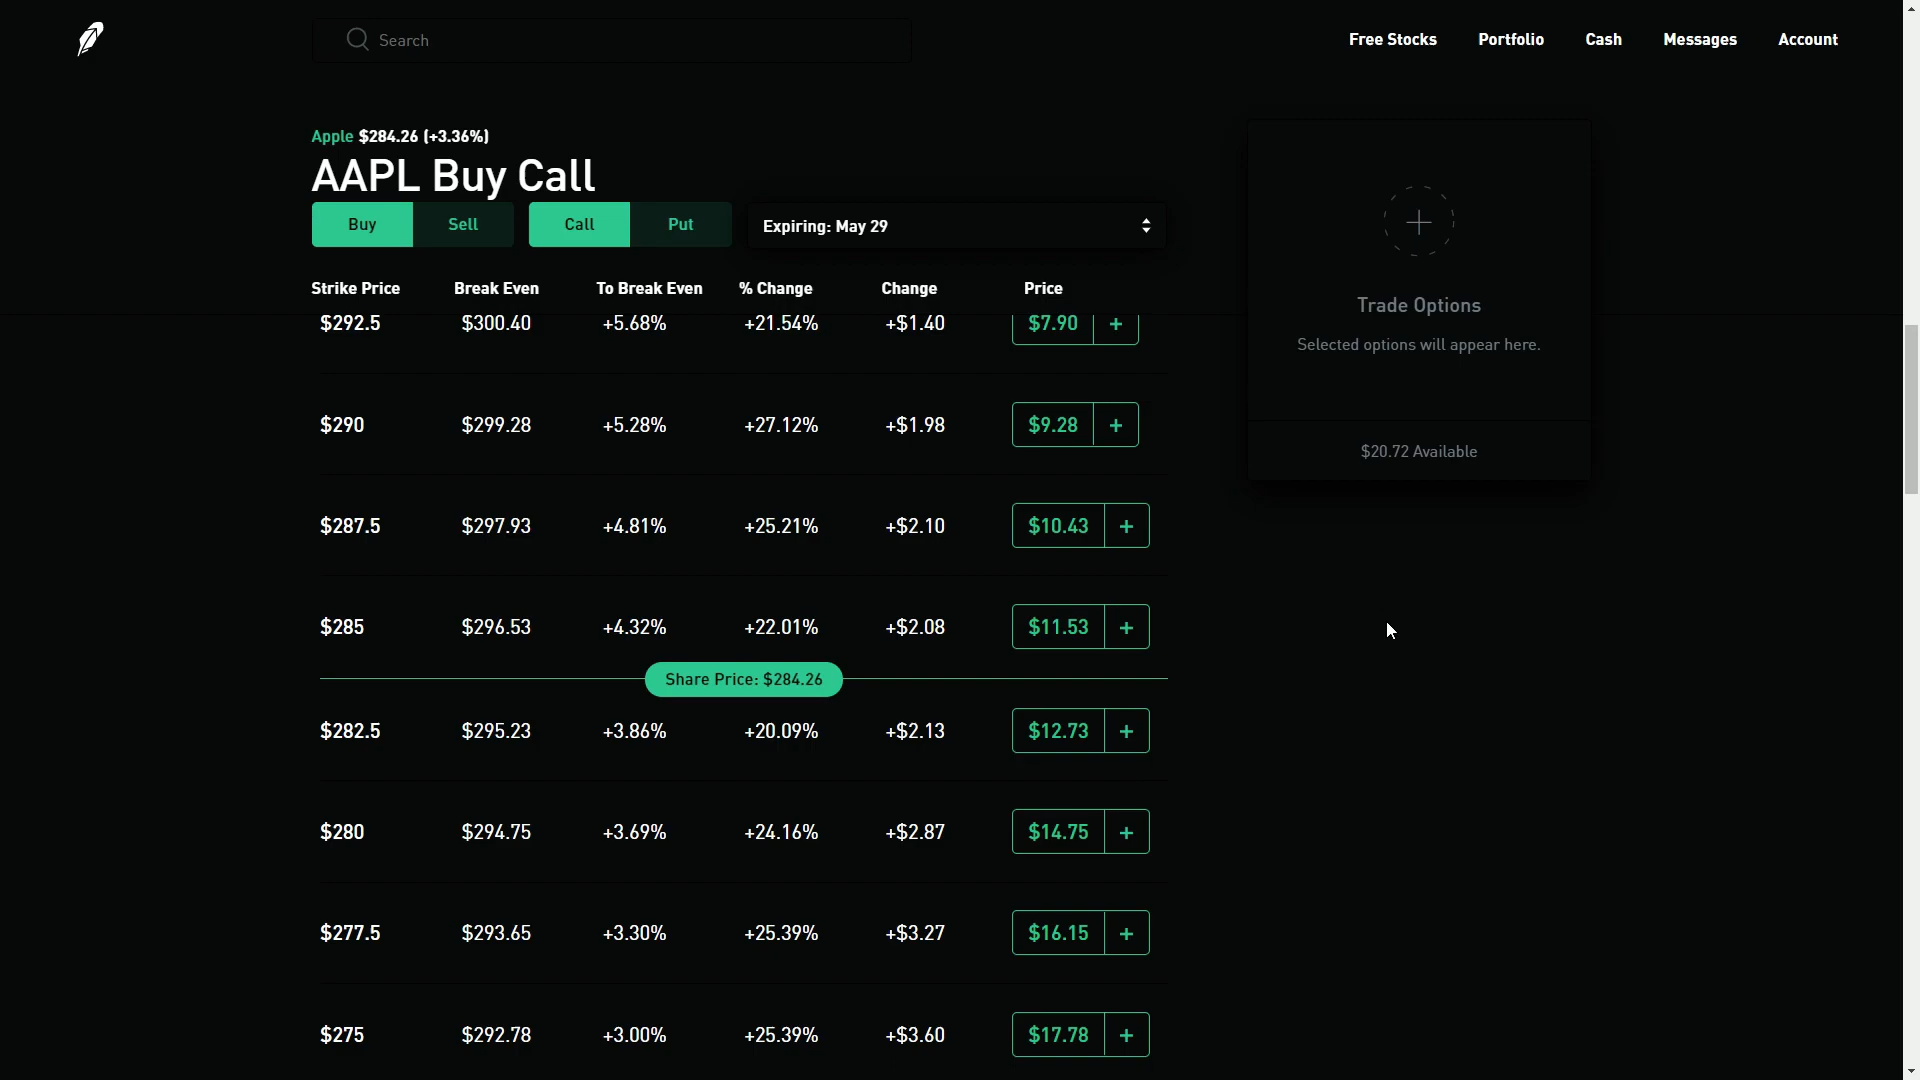 Search
Free Stocks Portfolio Cash Messages Account
Apple $284.26 (+3.36%)
AAPL Buy Call
Buy Sell Call Put Expiring: May 29
Strike Price Break Even To Break Even % Change Change Price
$292.5 $300.40 +5.68% +21.54% +$1.40 $7.90 +
$290 $299.28 +5.28% +27.12% +$1.98 $9.28 +
$287.5 $297.93 +4.81% +25.21% +$2.10 $10.43 +
$285 $296.53 +4.32% +22.01% +$2.08 $11.53 +
Share Price: $284.26
$282.5 $295.23 +3.86% +20.09% +$2.13 $12.73 +
$280 $294.75 +3.69% +24.16% +$2.87 $14.75 +
$277.5 $293.65 +3.30% +25.39% +$3.27 $16.15 +
$275 $292.78 +3.00% +25.39% +$3.60 $17.78 +
Trade Options
Selected options will appear here.
$20.72 Available